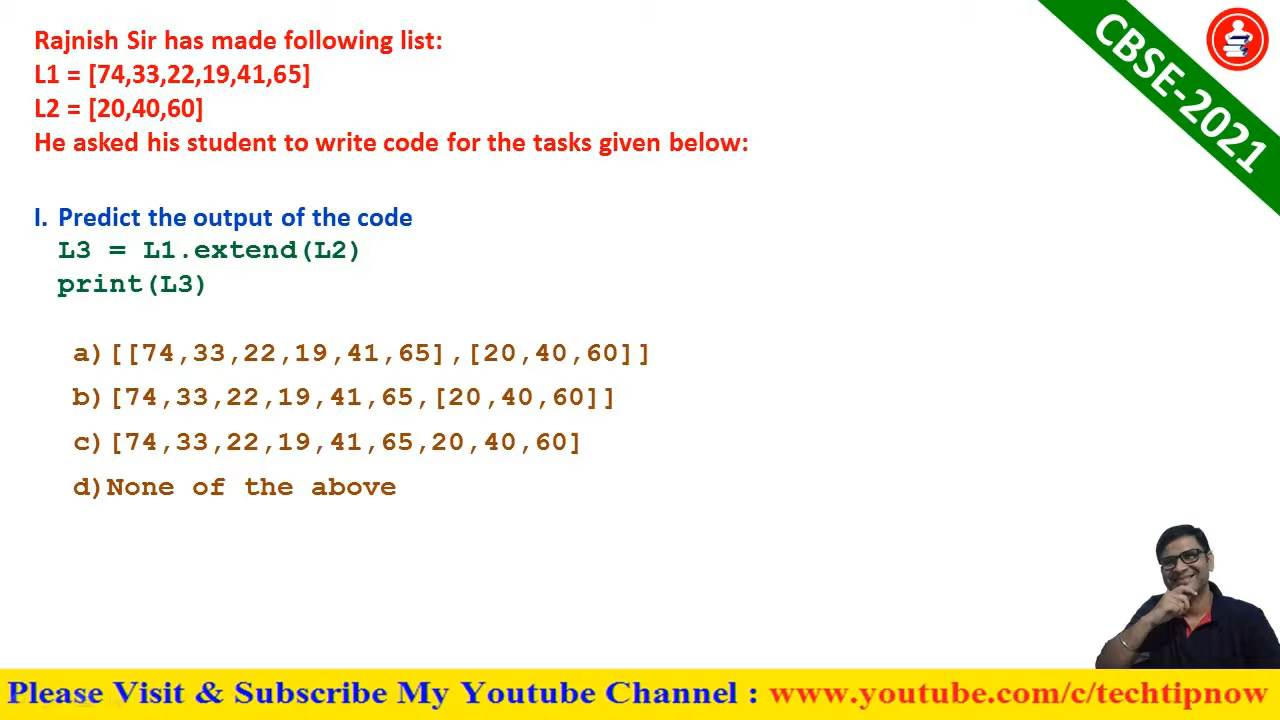 Rajnish Sir has made following list:
L1 = [74,33,22,19,41,65]
L2 = [20,40,60]
He asked his student to write code for the tasks given below:
CBSE-2021
I. Predict the output of the code
L3 = L1.extend(L2)
print(L3)
a)[[74,33,22,19,41,65],[20,40,60]]
b)[74,33,22,19,41,65,[20,40,60]]
c)[74,33,22,19,41,65,20,40,60]
d)None of the above
Please Visit & Subscribe My Youtube Channel : www.youtube.com/c/techtipnow